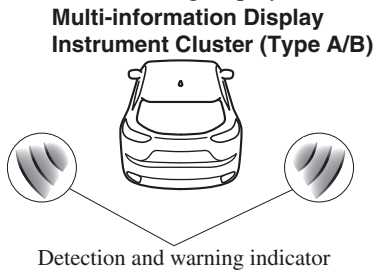 Multi-information Display
Instrument Cluster (Type A/B)
Detection and warning indicator